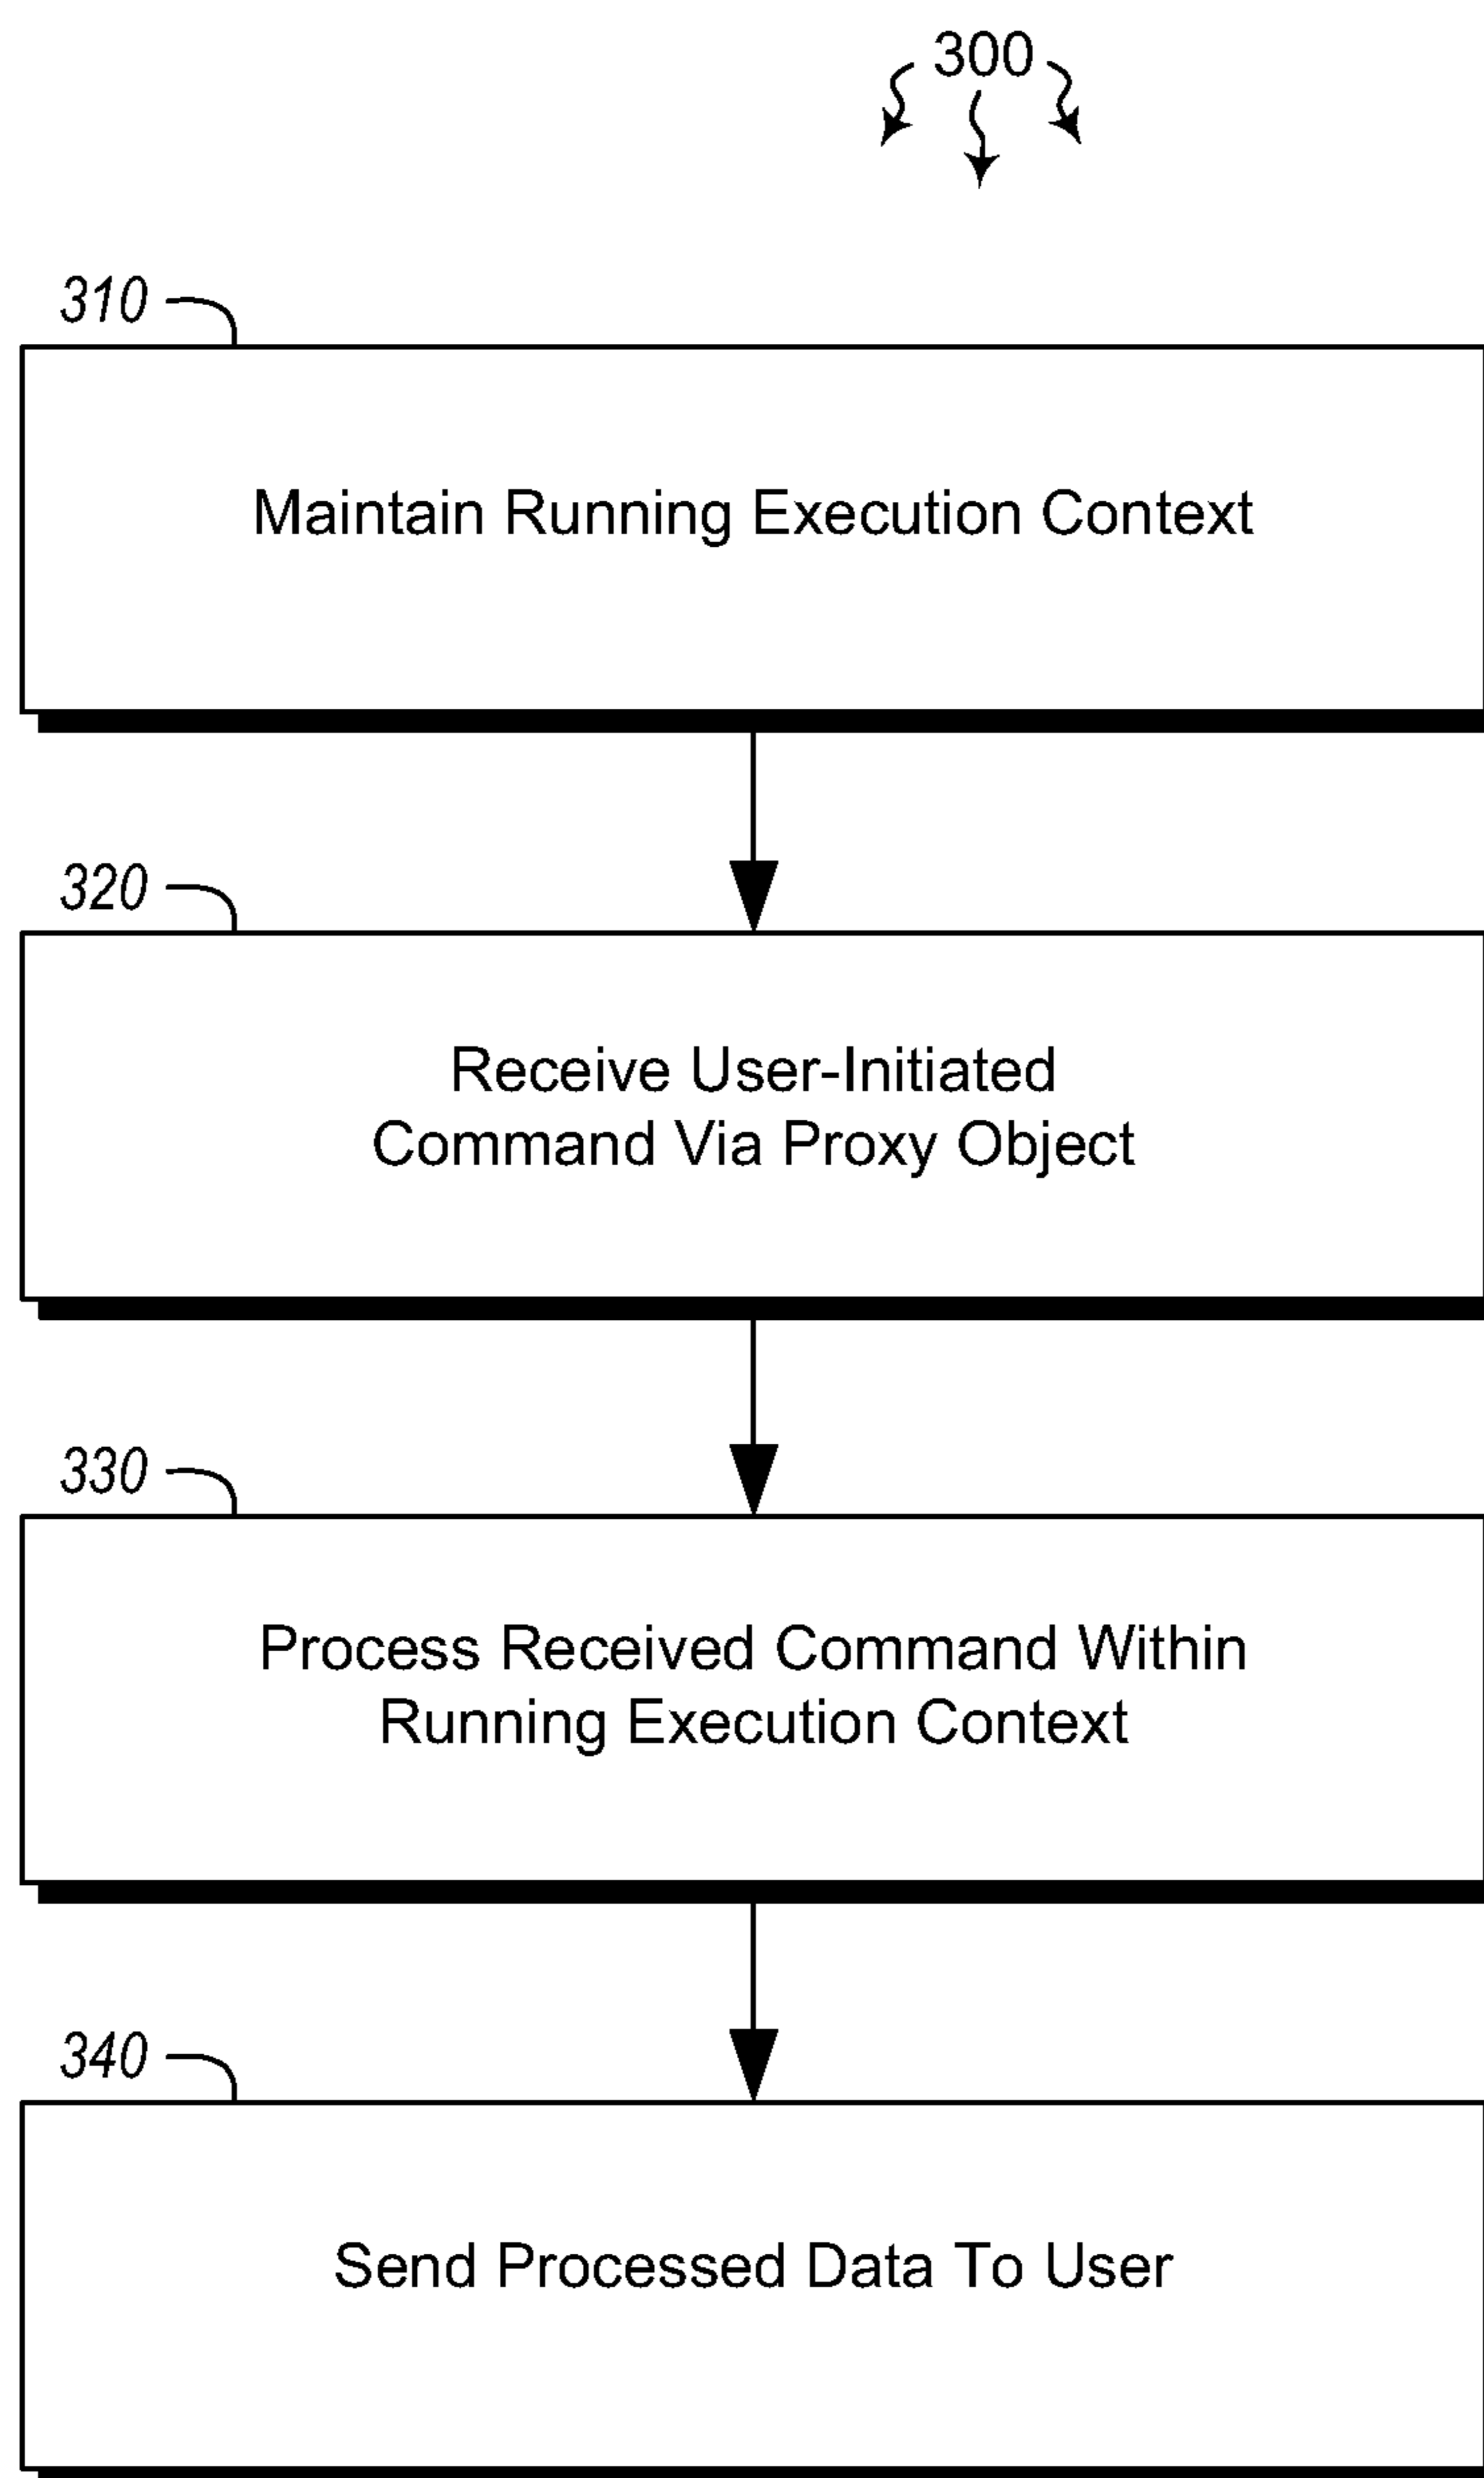 300
310
Maintain Running Execution Context
320
Receive User-Initiated
Command Via Proxy Object
330
Process Received Command Within
Running Execution Context
340
Send Processed Data To User